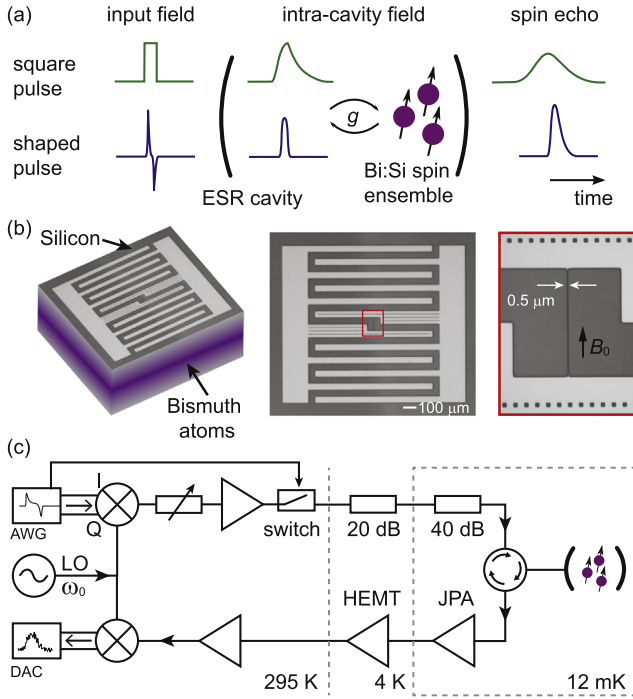 (a) input field intra-cavity field spin echo
square
pulse
g
shaped
pulse
Bi:Si spin
ensemble
ESR cavity
time
(b)
Silicon
0.5 μm
B0
100 μm
Bismuth
atoms
(c)
I
AWG
Q
switch
20 dB
40 dB
LO
ω0
HEMT
JPA
DAC
295 K
4 K
12 mK